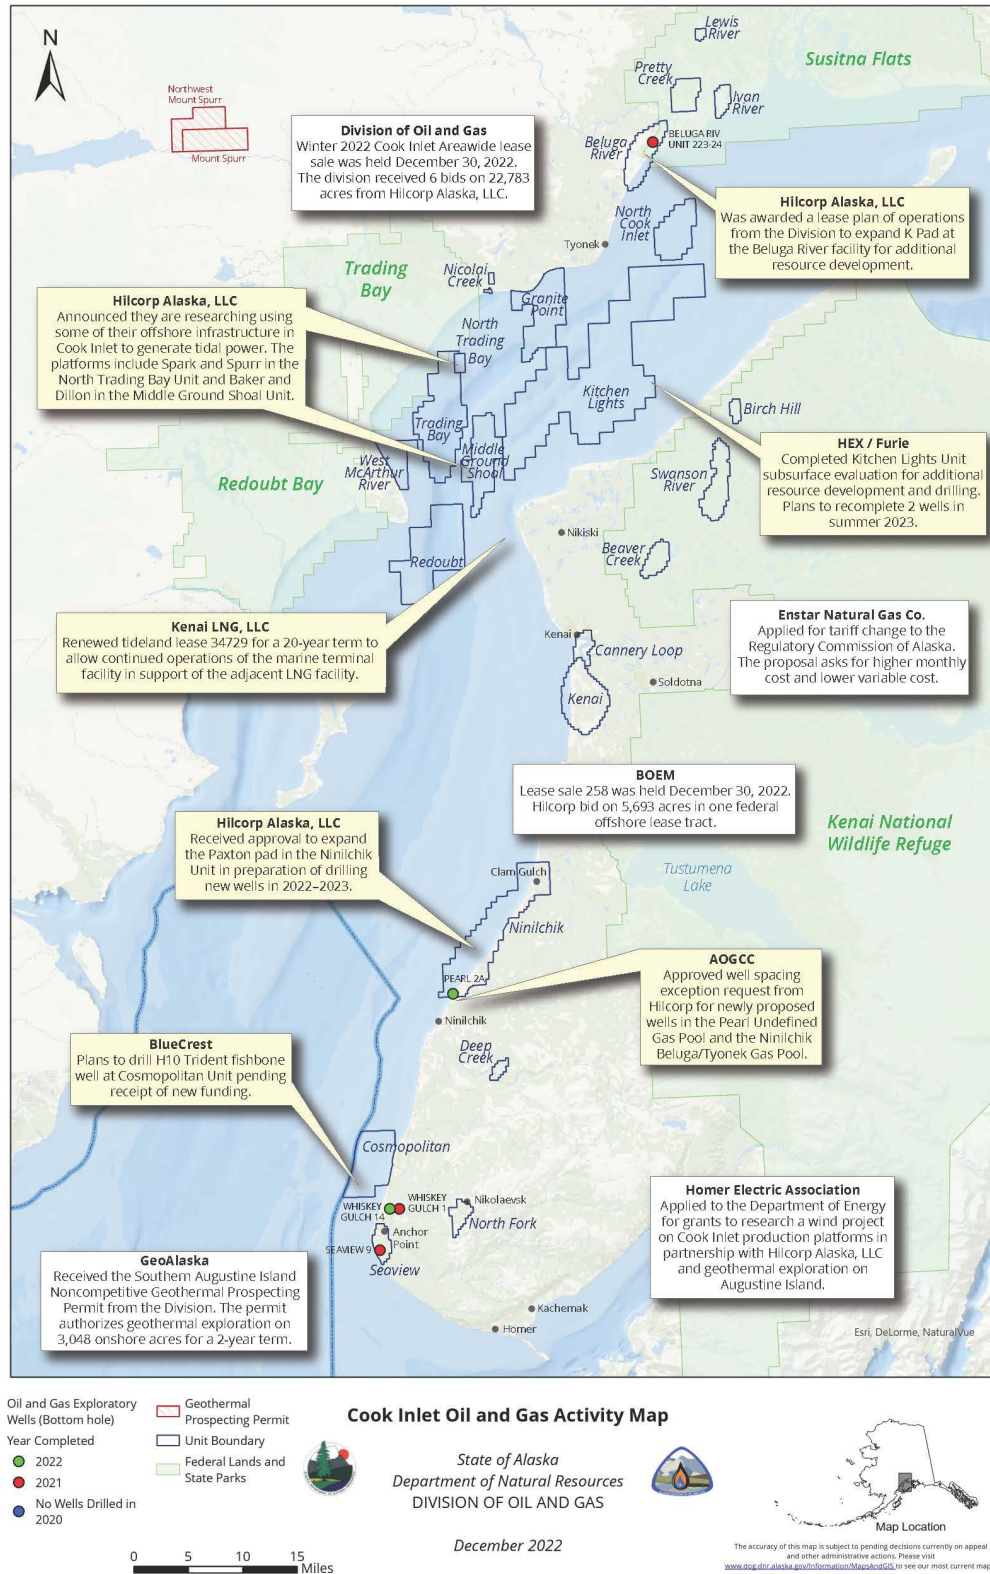 N
Lewis
River
Susitna Flats
Pretty
Creek
Ivan
River
Northwest
Mount Spurr
Mount Spurr
Division of Oil and Gas
Winter 2022 Cook Inlet Areawide lease
sale was held December 30, 2022.
The division received 6 bids on 22,783
acres from Hilcorp Alaska, LLC.
Beluga
River
BELUGA RIV
UNIT 223-24
Hilcorp Alaska, LLC
Was awarded a lease plan of operations
from the Division to expand K Pad at
the Beluga River facility for additional
resource development.
North
Cook
Inlet
Tyonek
Trading
Bay
Nicolai
Creek
Granite
Point
North
Trading
Bay
Hilcorp Alaska, LLC
Announced they are researching using
some of their offshore infrastructure in
Cook Inlet to generate tidal power. The
platforms include Spark and Spurr in the
North Trading Bay Unit and Baker and
Dillon in the Middle Ground Shoal Unit.
Kitchen
Lights
Birch Hill
Trading
Bay
Middle
Ground
Shoal
West
McArthur
River
Redoubt Bay
HEX / Furie
Completed Kitchen Lights Unit
subsurface evaluation for additional
resource development and drilling.
Plans to recomplete 2 wells in
summer 2023.
Swanson
River
Nikiski
Beaver
Creek
Redoubt
Kenai LNG, LLC
Renewed tideland lease 34729 for a 20-year term to
allow continued operations of the marine terminal
facility in support of the adjacent LNG facility.
Enstar Natural Gas Co.
Applied for tariff change to the
Regulatory Commission of Alaska.
The proposal asks for higher monthly
cost and lower variable cost.
Kenai
Cannery Loop
Soldotna
Kenai
BOEM
Lease sale 258 was held December 30, 2022.
Hilcorp bid on 5,693 acres in one federal
offshore lease tract.
Hilcorp Alaska, LLC
Received approval to expand
the Paxton pad in the Ninilchik
Unit in preparation of drilling
new wells in 2022–2023.
Kenai National
Wildlife Refuge
Tustumena
Lake
Clam Gulch
Ninilchik
PEARL 2A
Ninilchik
AOGCC
Approved well spacing
exception request from
Hilcorp for newly proposed
wells in the Pearl Undefined
Gas Pool and the Ninilchik
Beluga/Tyonek Gas Pool.
Deep
Creek
BlueCrest
Plans to drill H10 Trident fishbone
well at Cosmopolitan Unit pending
receipt of new funding.
Cosmopolitan
WHISKEY
GULCH 14
WHISKEY
GULCH 1
Nikolaevsk
North Fork
Anchor
Point
SEAVIEW 9
Seaview
Homer Electric Association
Applied to the Department of Energy
for grants to research a wind project
on Cook Inlet production platforms in
partnership with Hilcorp Alaska, LLC
and geothermal exploration on
Augustine Island.
GeoAlaska
Received the Southern Augustine Island
Noncompetitive Geothermal Prospecting
Permit from the Division. The permit
authorizes geothermal exploration on
3,048 onshore acres for a 2-year term.
Kachemak
Homer
Esri, DeLorme, NaturalVue
Oil and Gas Exploratory
Wells (Bottom hole)
Year Completed
2022
2021
No Wells Drilled in
2020
Geothermal
Prospecting Permit
Unit Boundary
Federal Lands and
State Parks
Cook Inlet Oil and Gas Activity Map
State of Alaska
Department of Natural Resources
DIVISION OF OIL AND GAS
December 2022
0 5 10 15
Miles
Map Location
The accuracy of this map is subject to pending decisions currently on appeal
and other administrative actions. Please visit
www.dog.dnr.alaska.gov/Information/MapsAndGIS to see our most current map